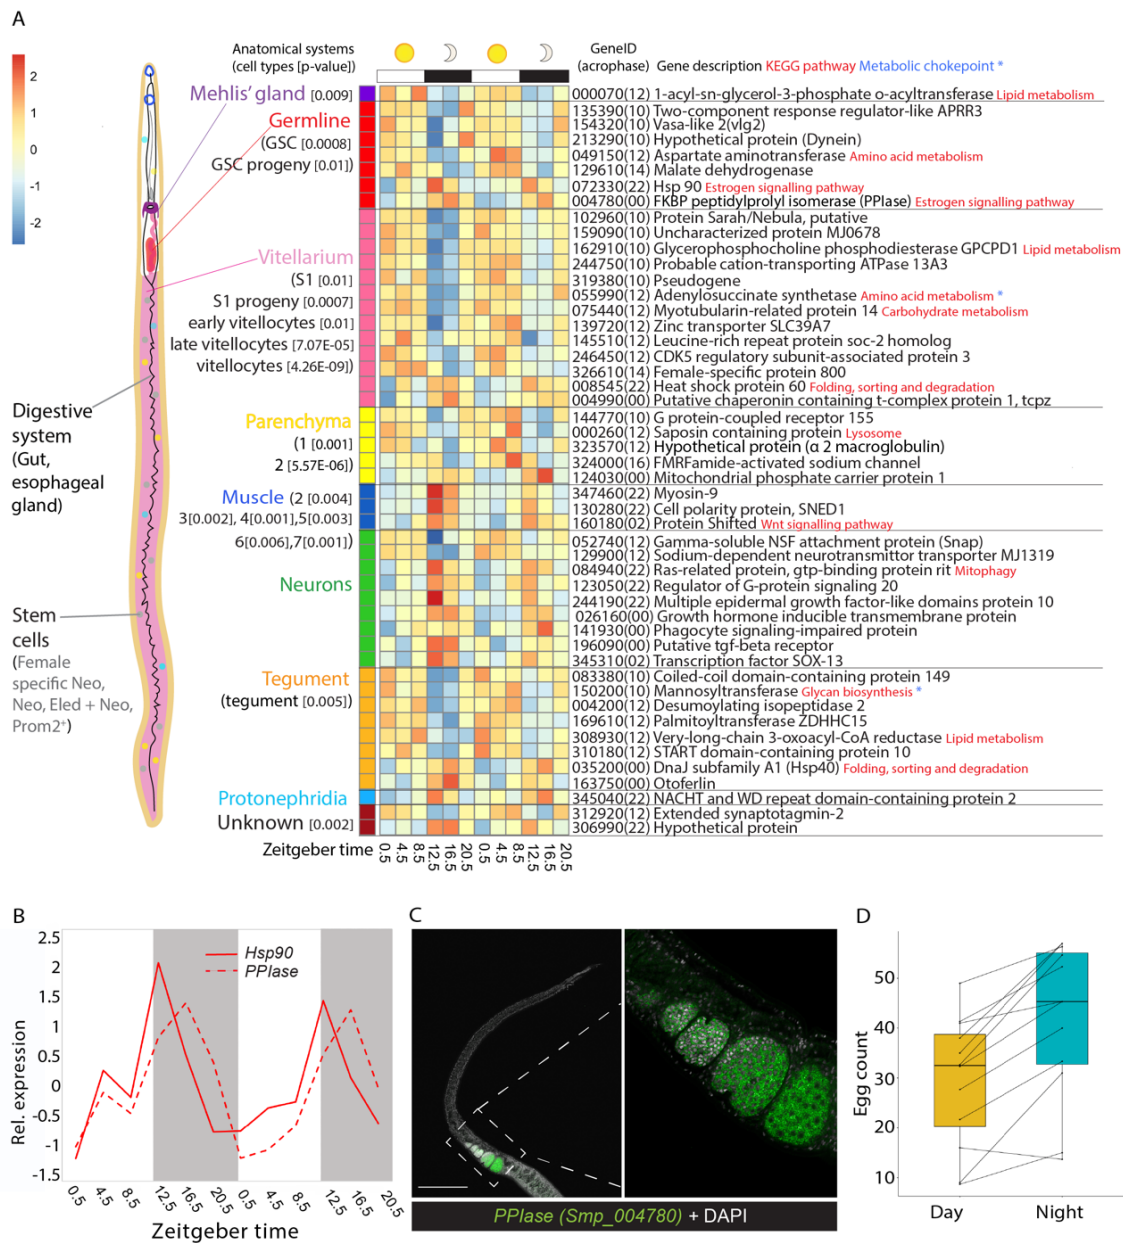 A
Anatomical systems
(cell types [p-value])
GeneID
(acrophase) Gene description KEGG pathway Metabolic chokepoint *
2
1
0
-1
-2
Mehlis' gland [0.009]
Germline
(GSC [0.0008]
GSC progeny [0.01])
Vitellarium
(S1 [0.01]
S1 progeny [0.0007]
early vitellocytes [0.01]
late vitellocytes [7.07E-05]
vitellocytes [4.26E-09])
Parenchyma
(1 [0.001]
2 [5.57E-06])
Muscle (2 [0.004]
3[0.002], 4[0.001],5[0.003]
6[0.006],7[0.001])
Neurons
Tegument
(tegument [0.005])
Protonephridia
Unknown [0.002]
Digestive
system
(Gut,
esophageal
gland)
Stem
cells
(Female
specific Neo,
Neo, Eled + Neo,
Prom2+)
000070(12) 1-acyl-sn-glycerol-3-phosphate o-acyltransferase Lipid metabolism
135390(10) Two-component response regulator-like APRR3
154320(10) Vasa-like 2(vlg2)
213290(10) Hypothetical protein (Dynein)
049150(12) Aspartate aminotransferase Amino acid metabolism
129610(14) Malate dehydrogenase
072330(22) Hsp 90 Estrogen signalling pathway
004780(00) FKBP peptidylprolyl isomerase (PPIase) Estrogen signalling pathway
102960(10) Protein Sarah/Nebula, putative
159090(10) Uncharacterized protein MJ0678
162910(10) Glycerophosphocholine phosphodiesterase GPCPD1 Lipid metabolism
244750(10) Probable cation-transporting ATPase 13A3
319380(10) Pseudogene
055990(12) Adenylosuccinate synthetase Amino acid metabolism *
075440(12) Myotubularin-related protein 14 Carbohydrate metabolism
139720(12) Zinc transporter SLC39A7
145510(12) Leucine-rich repeat protein soc-2 homolog
246450(12) CDK5 regulatory subunit-associated protein 3
326610(14) Female-specific protein 800
008545(22) Heat shock protein 60 Folding, sorting and degradation
004990(00) Putative chaperonin containing t-complex protein 1, tcpz
144770(10) G protein-coupled receptor 155
000260(12) Saposin containing protein Lysosome
323570(12) Hypothetical protein (α 2 macroglobulin)
324000(16) FMRFamide-activated sodium channel
124030(00) Mitochondrial phosphate carrier protein 1
347460(22) Myosin-9
130280(22) Cell polarity protein, SNED1
160180(02) Protein Shifted Wnt signalling pathway
052740(12) Gamma-soluble NSF attachment protein (Snap)
129900(12) Sodium-dependent neurotransmittor transporter MJ1319
084940(22) Ras-related protein, gtp-binding protein rit Mitophagy
123050(22) Regulator of G-protein signaling 20
244190(22) Multiple epidermal growth factor-like domains protein 10
026160(00) Growth hormone inducible transmembrane protein
141930(00) Phagocyte signaling-impaired protein
196090(00) Putative tgf-beta receptor
345310(02) Transcription factor SOX-13
083380(10) Coiled-coil domain-containing protein 149
150200(10) Mannosyltransferase Glycan biosynthesis *
004200(12) Desumoylating isopeptidase 2
169610(12) Palmitoyltransferase ZDHHC15
308930(12) Very-long-chain 3-oxoacyl-CoA reductase Lipid metabolism
310180(12) START domain-containing protein 10
035200(00) DnaJ subfamily A1 (Hsp40) Folding, sorting and degradation
163750(00) Otoferlin
345040(22) NACHT and WD repeat domain-containing protein 2
312920(12) Extended synaptotagmin-2
306990(22) Hypothetical protein
Zeitgeber time
0.5 4.5 8.5 12.5 16.5 20.5 0.5 4.5 8.5 12.5 16.5 20.5
B
2.5
2
1.5
1
0.5
0
-0.5
-1
-1.5
Rel. expression
Hsp90
PPIase
0.5 4.5 8.5 12.5 16.5 20.5 0.5 4.5 8.5 12.5 16.5 20.5
Zeitgeber time
C
PPIase (Smp_004780) + DAPI
D
Egg count
50
40
30
20
10
Day
Night